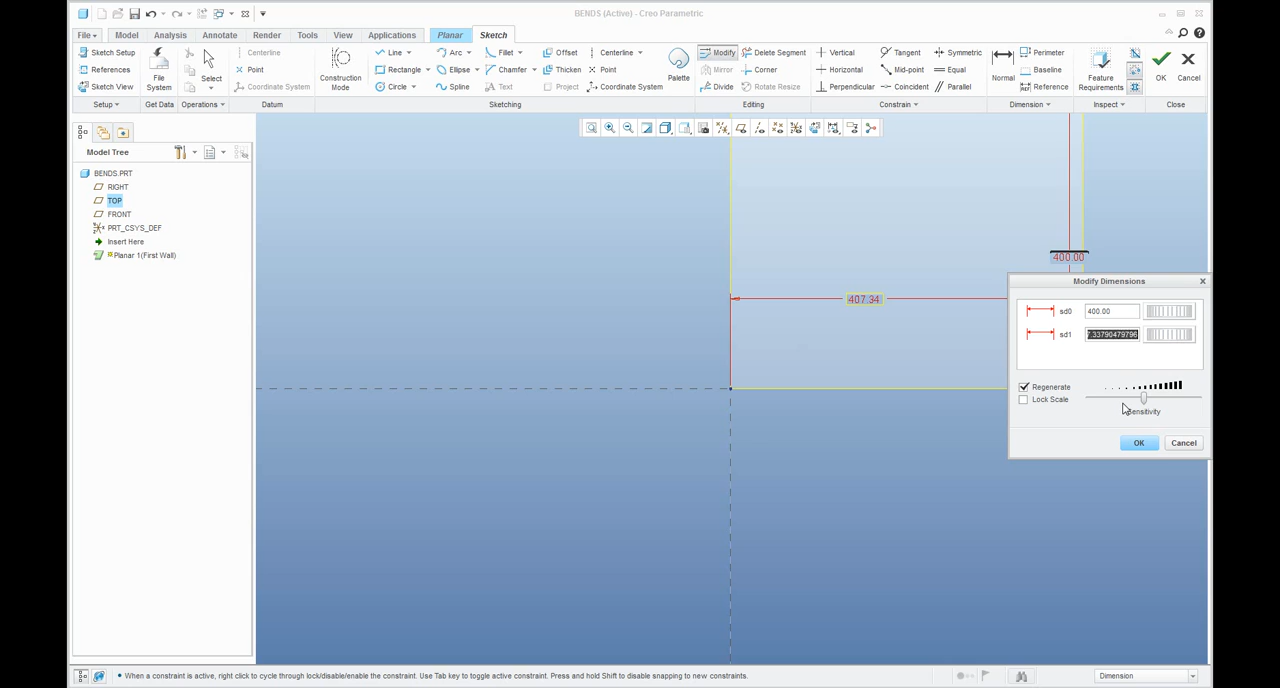 BENDS (Active) - Creo Parametric
File Model Analysis Annotate Render Tools View Applications Planar Sketch
Sketch Setup
References
Sketch View
Setup
File System
Get Data
Select
Operations
Centerline
Point
Coordinate System
Datum
Construction Mode
Line Arc Fillet Offset Centerline
Rectangle Ellipse Chamfer Thicken Point
Circle Spline Text Project Coordinate System
Palette
Sketching
Modify Delete Segment
Mirror Corner
Divide Rotate Resize
Editing
Vertical Tangent Symmetric
Horizontal Mid-point Equal
Perpendicular Coincident Parallel
Constrain
Normal
Perimeter
Baseline
Reference
Dimension
Feature Requirements
Inspect
OK
Cancel
Close
Model Tree
BENDS.PRT
RIGHT
TOP
FRONT
PRT_CSYS_DEF
Insert Here
Planar 1(First Wall)
400.00
407.34
Modify Dimensions
sd0 400.00
sd1 7.33790479796
Regenerate
Lock Scale
Sensitivity
OK Cancel
When a constraint is active, right click to cycle through lock/disable/enable the constraint. Use Tab key to toggle active constraint. Press and hold Shift to disable snapping to new constraints.
Dimension